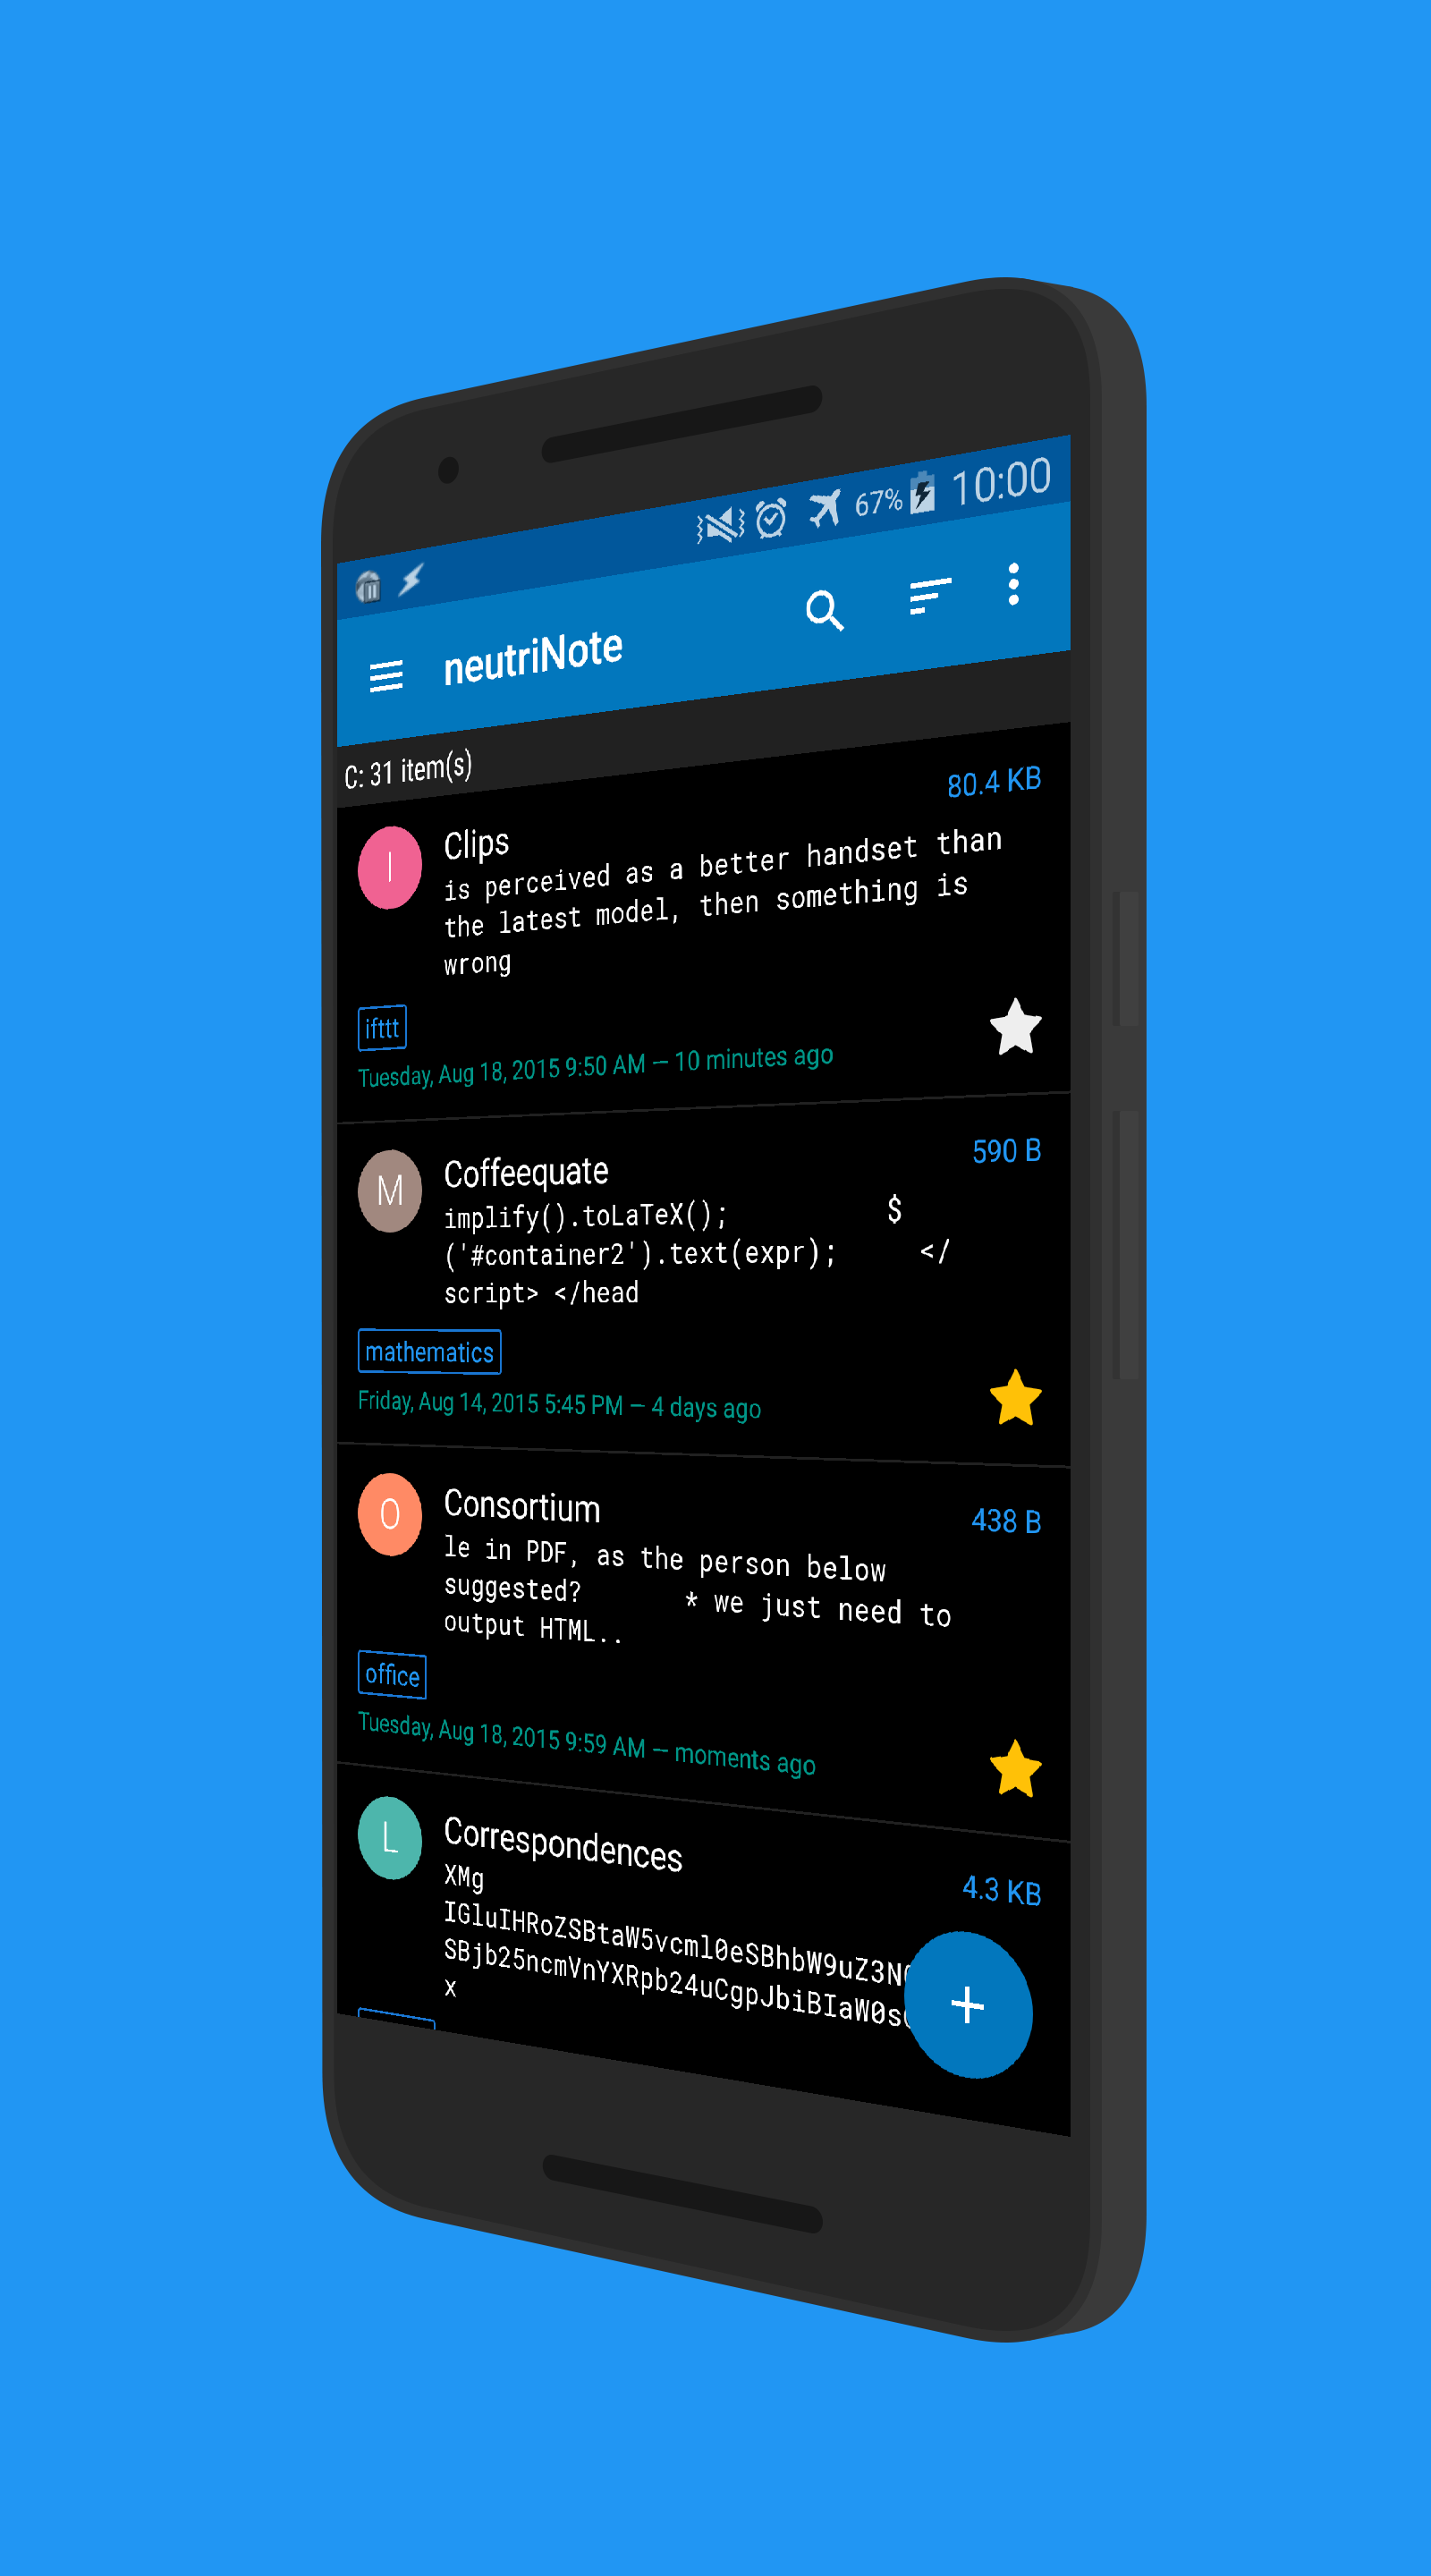 67% 10:00
neutriNote
C: 31 item(s)
80.4 KB
I
Clips
is perceived as a better handset than
the latest model, then something is
wrong
ifttt
Tuesday, Aug 18, 2015 9:50 AM — 10 minutes ago
590 B
M
Coffeequate
implify().toLaTeX(); $
('#container2').text(expr); </
script> </head
mathematics
Friday, Aug 14, 2015 5:45 PM — 4 days ago
438 B
O
Consortium
le in PDF, as the person below
suggested? * we just need to
output HTML..
office
Tuesday, Aug 18, 2015 9:59 AM — moments ago
4.3 KB
L
Correspondences
XMg
IGluIHRoZSBtaW5vcml0eSBhbW9uZ3N
SBjb25ncmVnYXRpb24uCgpJbiBIaW0s
x
+